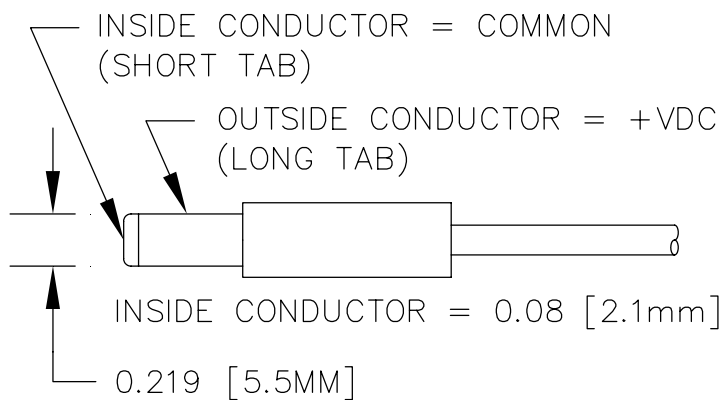 INSIDE CONDUCTOR = COMMON
(SHORT TAB)
OUTSIDE CONDUCTOR = +VDC
(LONG TAB)
INSIDE CONDUCTOR = 0.08 [2.1mm]
0.219 [5.5MM]